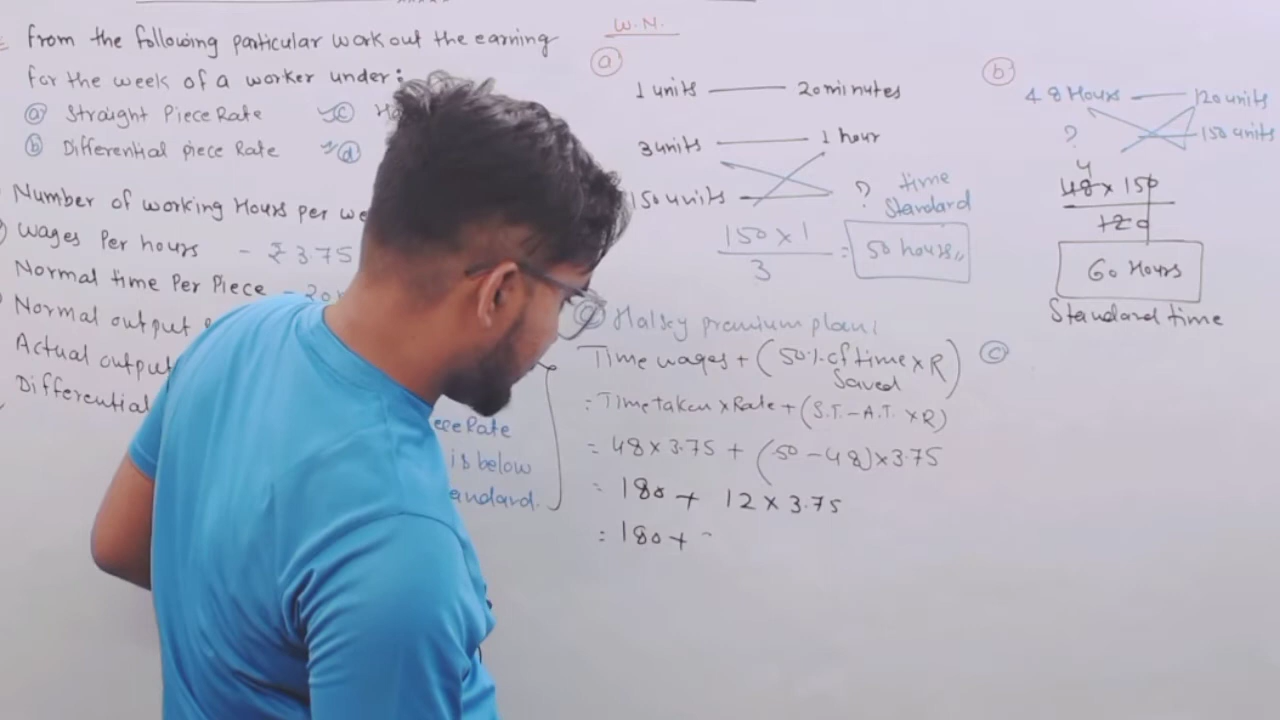 From the following particular work out the earning
for the week of a worker under:
(a) Straight Piece Rate (c)
(b) Differential piece Rate (d)
Number of working Hours per
Wages Per hours - ₹ 3.75
Normal time Per Piece -
Normal output
Actual output
Differential
Rate
is below
W.N.
(a)
1 units — 20 minutes
3 units — 1 hour
150 units — ? time Standard
150 x 1
3
= 50 hours,,
Halsey premium plan:
Time wages + (50% of time saved x R)
= Time taken x Rate + (S.T. - A.T. x R)
= 48 x 3.75 + (50 - 48) x 3.75
= 180 + 12 x 3.75
= 180 +
(b)
48 Hours — 120 units
? — 150 units
4
48 x 150
120
60 Hours
Standard time
(c)